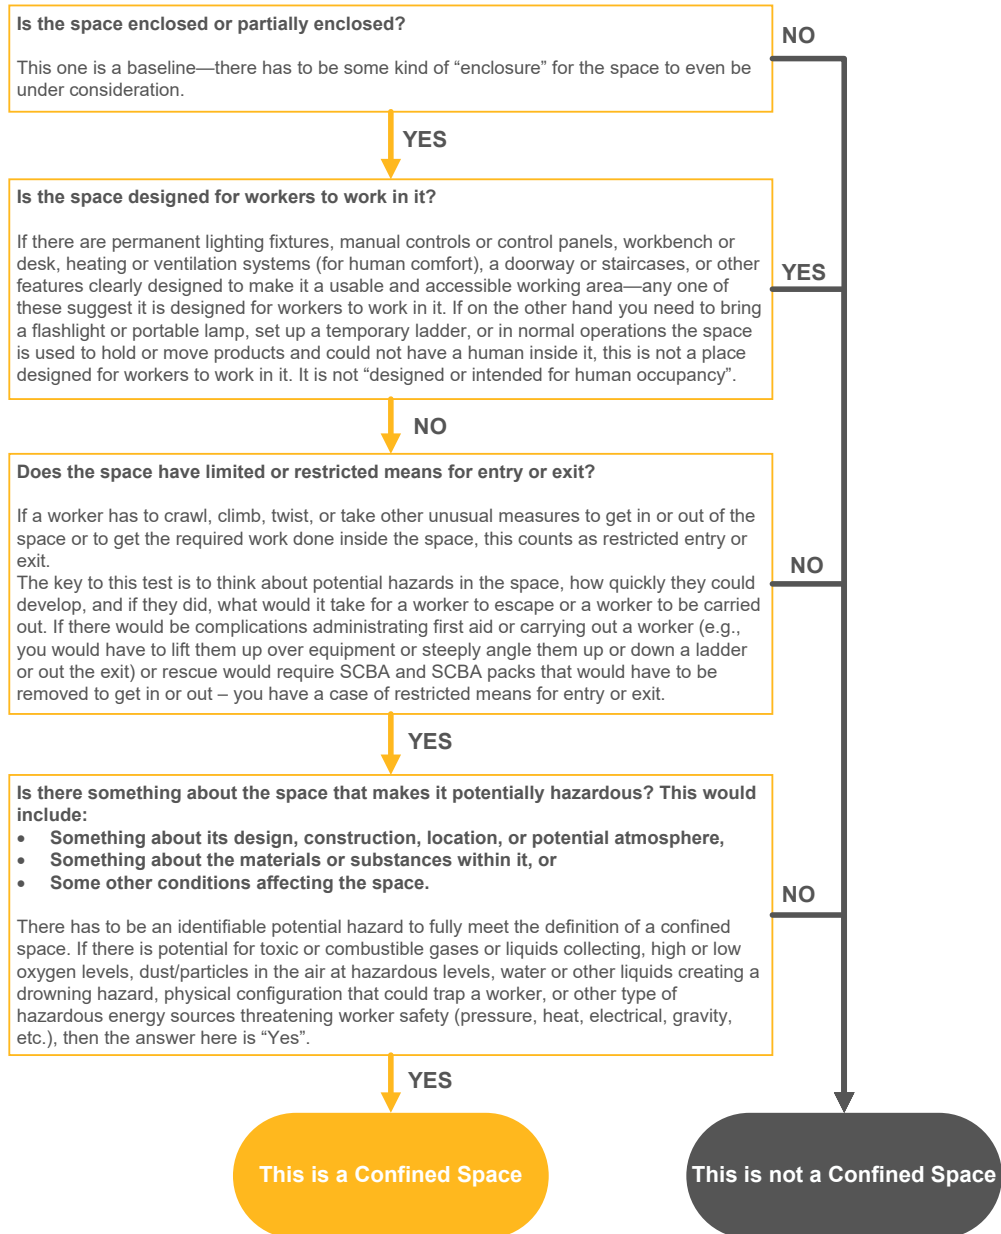 Is the space enclosed or partially enclosed?
NO
This one is a baseline—there has to be some kind of “enclosure” for the space to even be
under consideration.
YES
Is the space designed for workers to work in it?
If there are permanent lighting fixtures, manual controls or control panels, workbench or
desk, heating or ventilation systems (for human comfort), a doorway or staircases, or other
features clearly designed to make it a usable and accessible working area—any one of
these suggest it is designed for workers to work in it. If on the other hand you need to bring
a flashlight or portable lamp, set up a temporary ladder, or in normal operations the space
is used to hold or move products and could not have a human inside it, this is not a place
designed for workers to work in it. It is not “designed or intended for human occupancy”.
YES
NO
Does the space have limited or restricted means for entry or exit?
If a worker has to crawl, climb, twist, or take other unusual measures to get in or out of the
space or to get the required work done inside the space, this counts as restricted entry or
exit.
The key to this test is to think about potential hazards in the space, how quickly they could
develop, and if they did, what would it take for a worker to escape or a worker to be carried
out. If there would be complications administrating first aid or carrying out a worker (e.g.,
you would have to lift them up over equipment or steeply angle them up or down a ladder
or out the exit) or rescue would require SCBA and SCBA packs that would have to be
removed to get in or out – you have a case of restricted means for entry or exit.
NO
YES
Is there something about the space that makes it potentially hazardous? This would
include:
• Something about its design, construction, location, or potential atmosphere,
• Something about the materials or substances within it, or
• Some other conditions affecting the space.
NO
There has to be an identifiable potential hazard to fully meet the definition of a confined
space. If there is potential for toxic or combustible gases or liquids collecting, high or low
oxygen levels, dust/particles in the air at hazardous levels, water or other liquids creating a
drowning hazard, physical configuration that could trap a worker, or other type of
hazardous energy sources threatening worker safety (pressure, heat, electrical, gravity,
etc.), then the answer here is “Yes”.
YES
This is a Confined Space
This is not a Confined Space